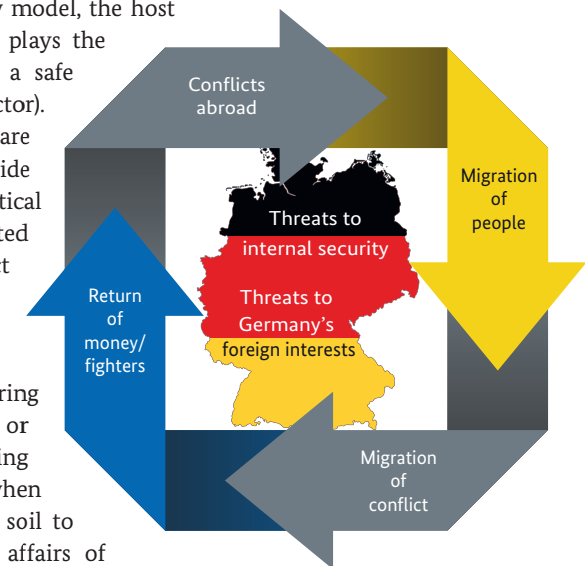 y model, the host
plays the
a safe
ctor).
are
ide
tical
ted
ct
ring
or
ing
when
soil to
affairs of
Conflicts
abroad
Migration
of
people
Threats to
internal security
Threats to
Germany’s
foreign interests
Return
of
money/
fighters
Migration
of
conflict